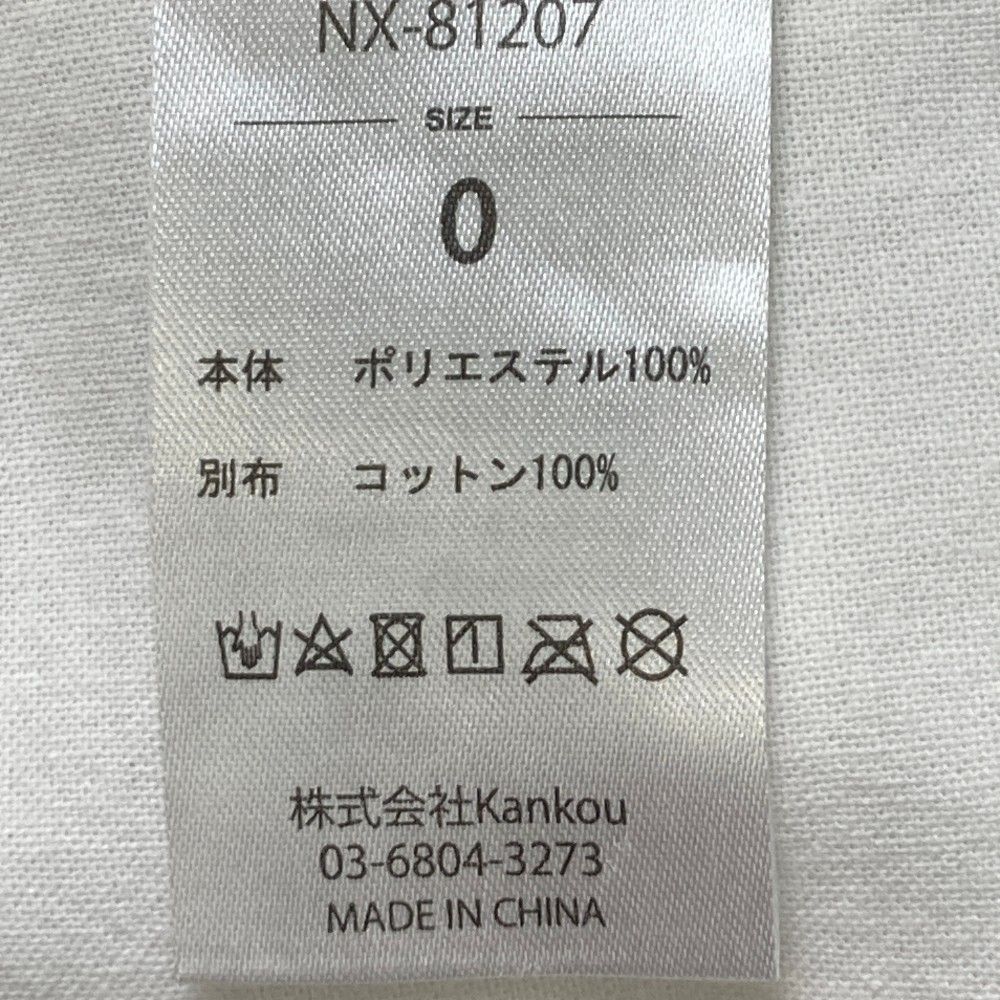 NX-81207
SIZE
0
本体 ポリエステル100%
別布 コットン100%
株式会社Kankou
03-6804-3273
MADE IN CHINA